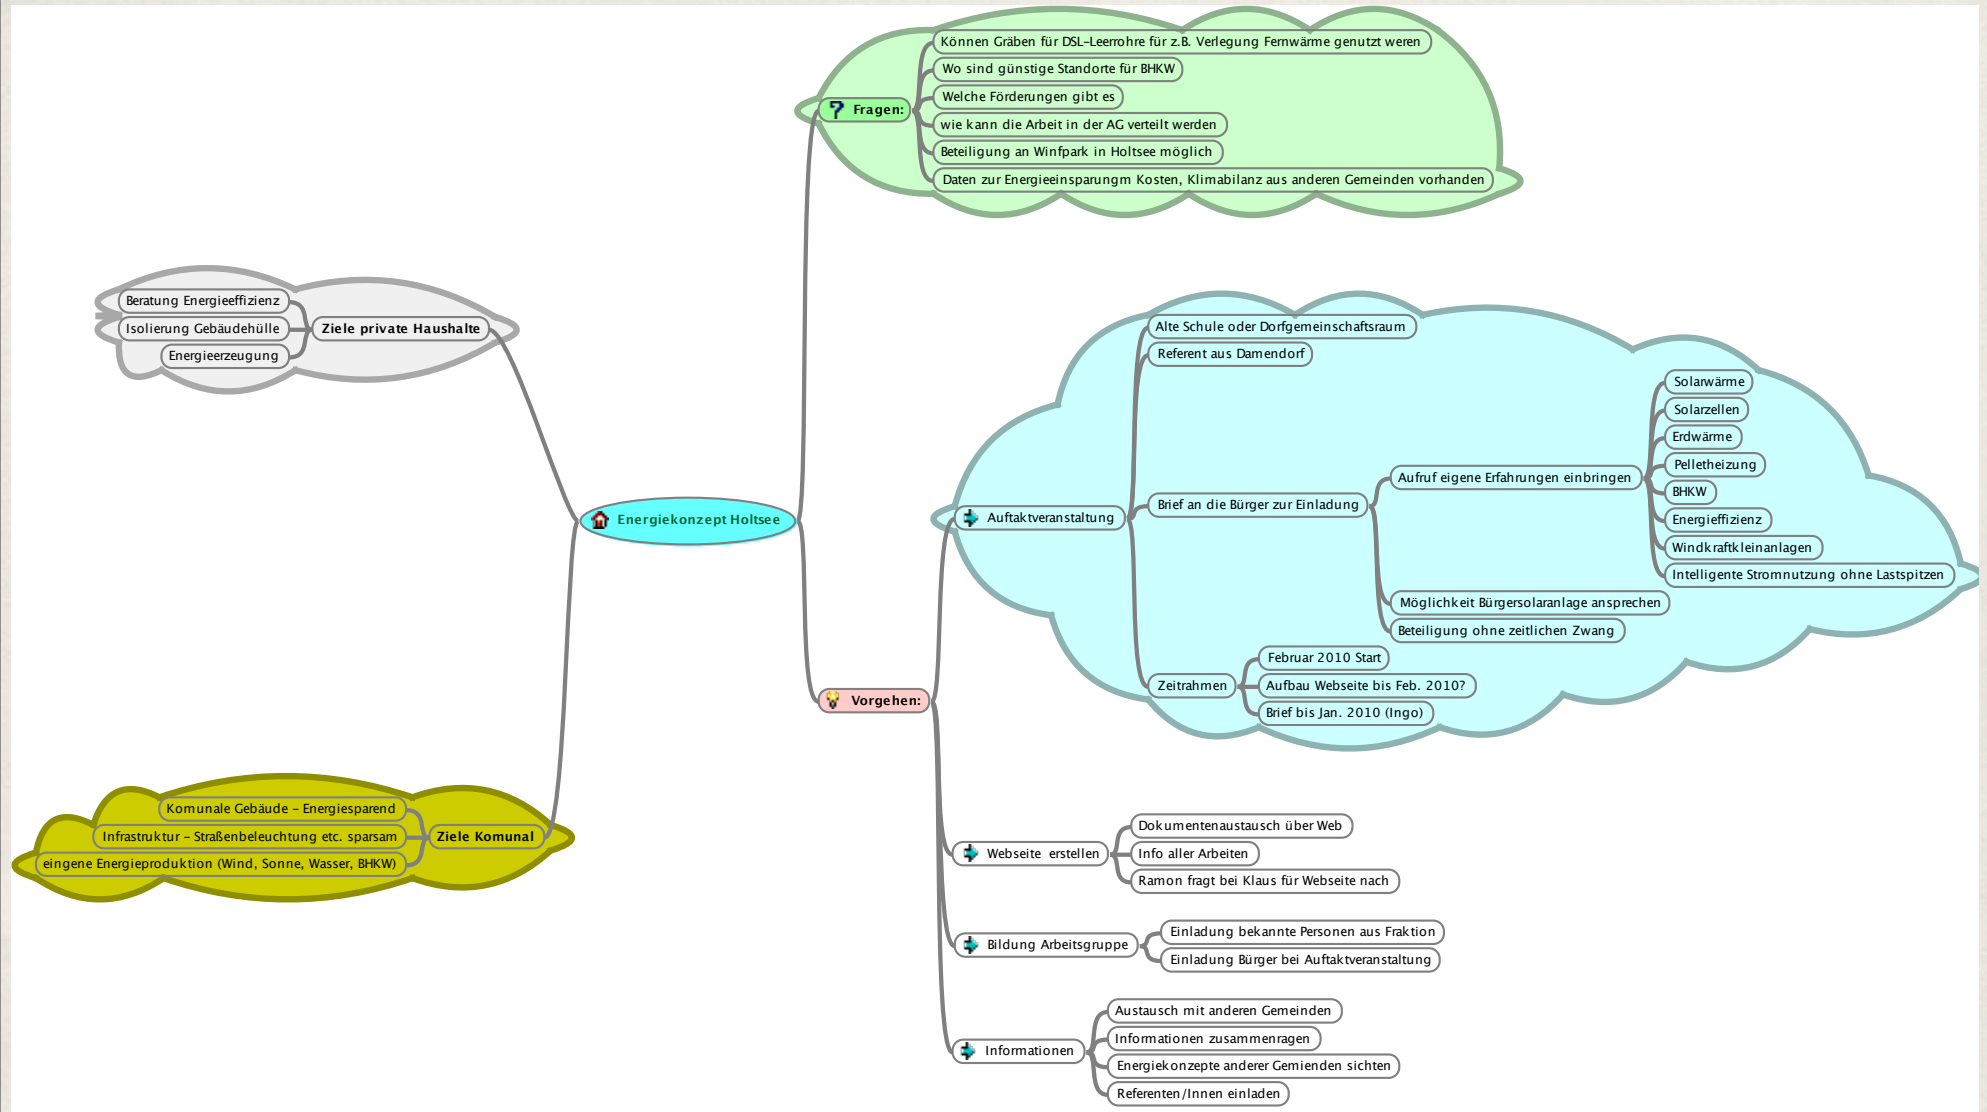 Energiekonzept Holtsee
Fragen:
Können Gräben für DSL-Leerrohre für z.B. Verlegung Fernwärme genutzt weren
Wo sind günstige Standorte für BHKW
Welche Förderungen gibt es
wie kann die Arbeit in der AG verteilt werden
Beteiligung an Winfpark in Holtsee möglich
Daten zur Energieeinsparungm Kosten, Klimabilanz aus anderen Gemeinden vorhanden
Ziele private Haushalte
Beratung Energieeffizienz
Isolierung Gebäudehülle
Energieerzeugung
Ziele Komunal
Komunale Gebäude - Energiesparend
Infrastruktur - Straßenbeleuchtung etc. sparsam
eingene Energieproduktion (Wind, Sonne, Wasser, BHKW)
Vorgehen:
Auftaktveranstaltung
Alte Schule oder Dorfgemeinschaftsraum
Referent aus Damendorf
Brief an die Bürger zur Einladung
Aufruf eigene Erfahrungen einbringen
Solarwärme
Solarzellen
Erdwärme
Pelletheizung
BHKW
Energieffizienz
Windkraftkleinanlagen
Intelligente Stromnutzung ohne Lastspitzen
Möglichkeit Bürgersolaranlage ansprechen
Beteiligung ohne zeitlichen Zwang
Zeitrahmen
Februar 2010 Start
Aufbau Webseite bis Feb. 2010?
Brief bis Jan. 2010 (Ingo)
Webseite erstellen
Dokumentenaustausch über Web
Info aller Arbeiten
Ramon fragt bei Klaus für Webseite nach
Bildung Arbeitsgruppe
Einladung bekannte Personen aus Fraktion
Einladung Bürger bei Auftaktveranstaltung
Informationen
Austausch mit anderen Gemeinden
Informationen zusammenragen
Energiekonzepte anderer Gemienden sichten
Referenten/Innen einladen